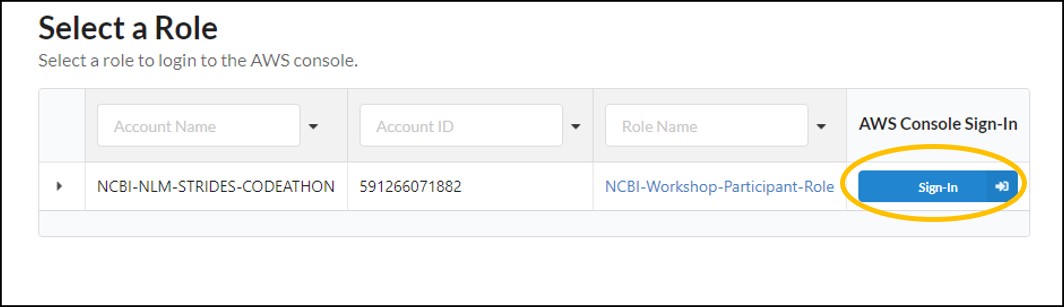 Select a Role
Select a role to login to the AWS console.
Account Name Account ID Role Name AWS Console Sign-In
NCBI-NLM-STRIDES-CODEATHON 591266071882 NCBI-Workshop-Participant-Role Sign-In